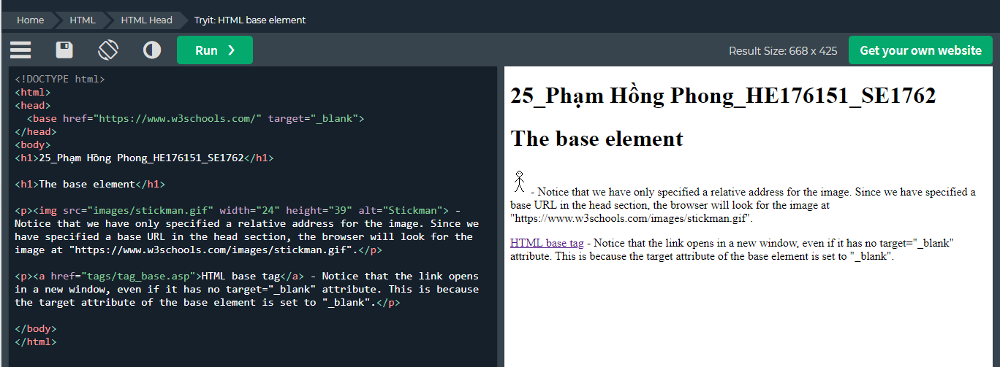 Home HTML HTML Head Tryit: HTML base element
Run ❯ Result Size: 668 x 425 Get your own website
<!DOCTYPE html>
<html>
<head>
  <base href="https://www.w3schools.com/" target="_blank">
</head>
<body>
<h1>25_Phạm Hồng Phong_HE176151_SE1762</h1>
<h1>The base element</h1>
<p><img src="images/stickman.gif" width="24" height="39" alt="Stickman"> -
Notice that we have only specified a relative address for the image. Since we
have specified a base URL in the head section, the browser will look for the
image at "https://www.w3schools.com/images/stickman.gif".</p>
<p><a href="tags/tag_base.asp">HTML base tag</a> - Notice that the link opens
in a new window, even if it has no target="_blank" attribute. This is because
the target attribute of the base element is set to "_blank".</p>
</body>
</html>
25_Phạm Hồng Phong_HE176151_SE1762
The base element
- Notice that we have only specified a relative address for the image. Since we have specified a
base URL in the head section, the browser will look for the image at
"https://www.w3schools.com/images/stickman.gif".
HTML base tag - Notice that the link opens in a new window, even if it has no target="_blank"
attribute. This is because the target attribute of the base element is set to "_blank".